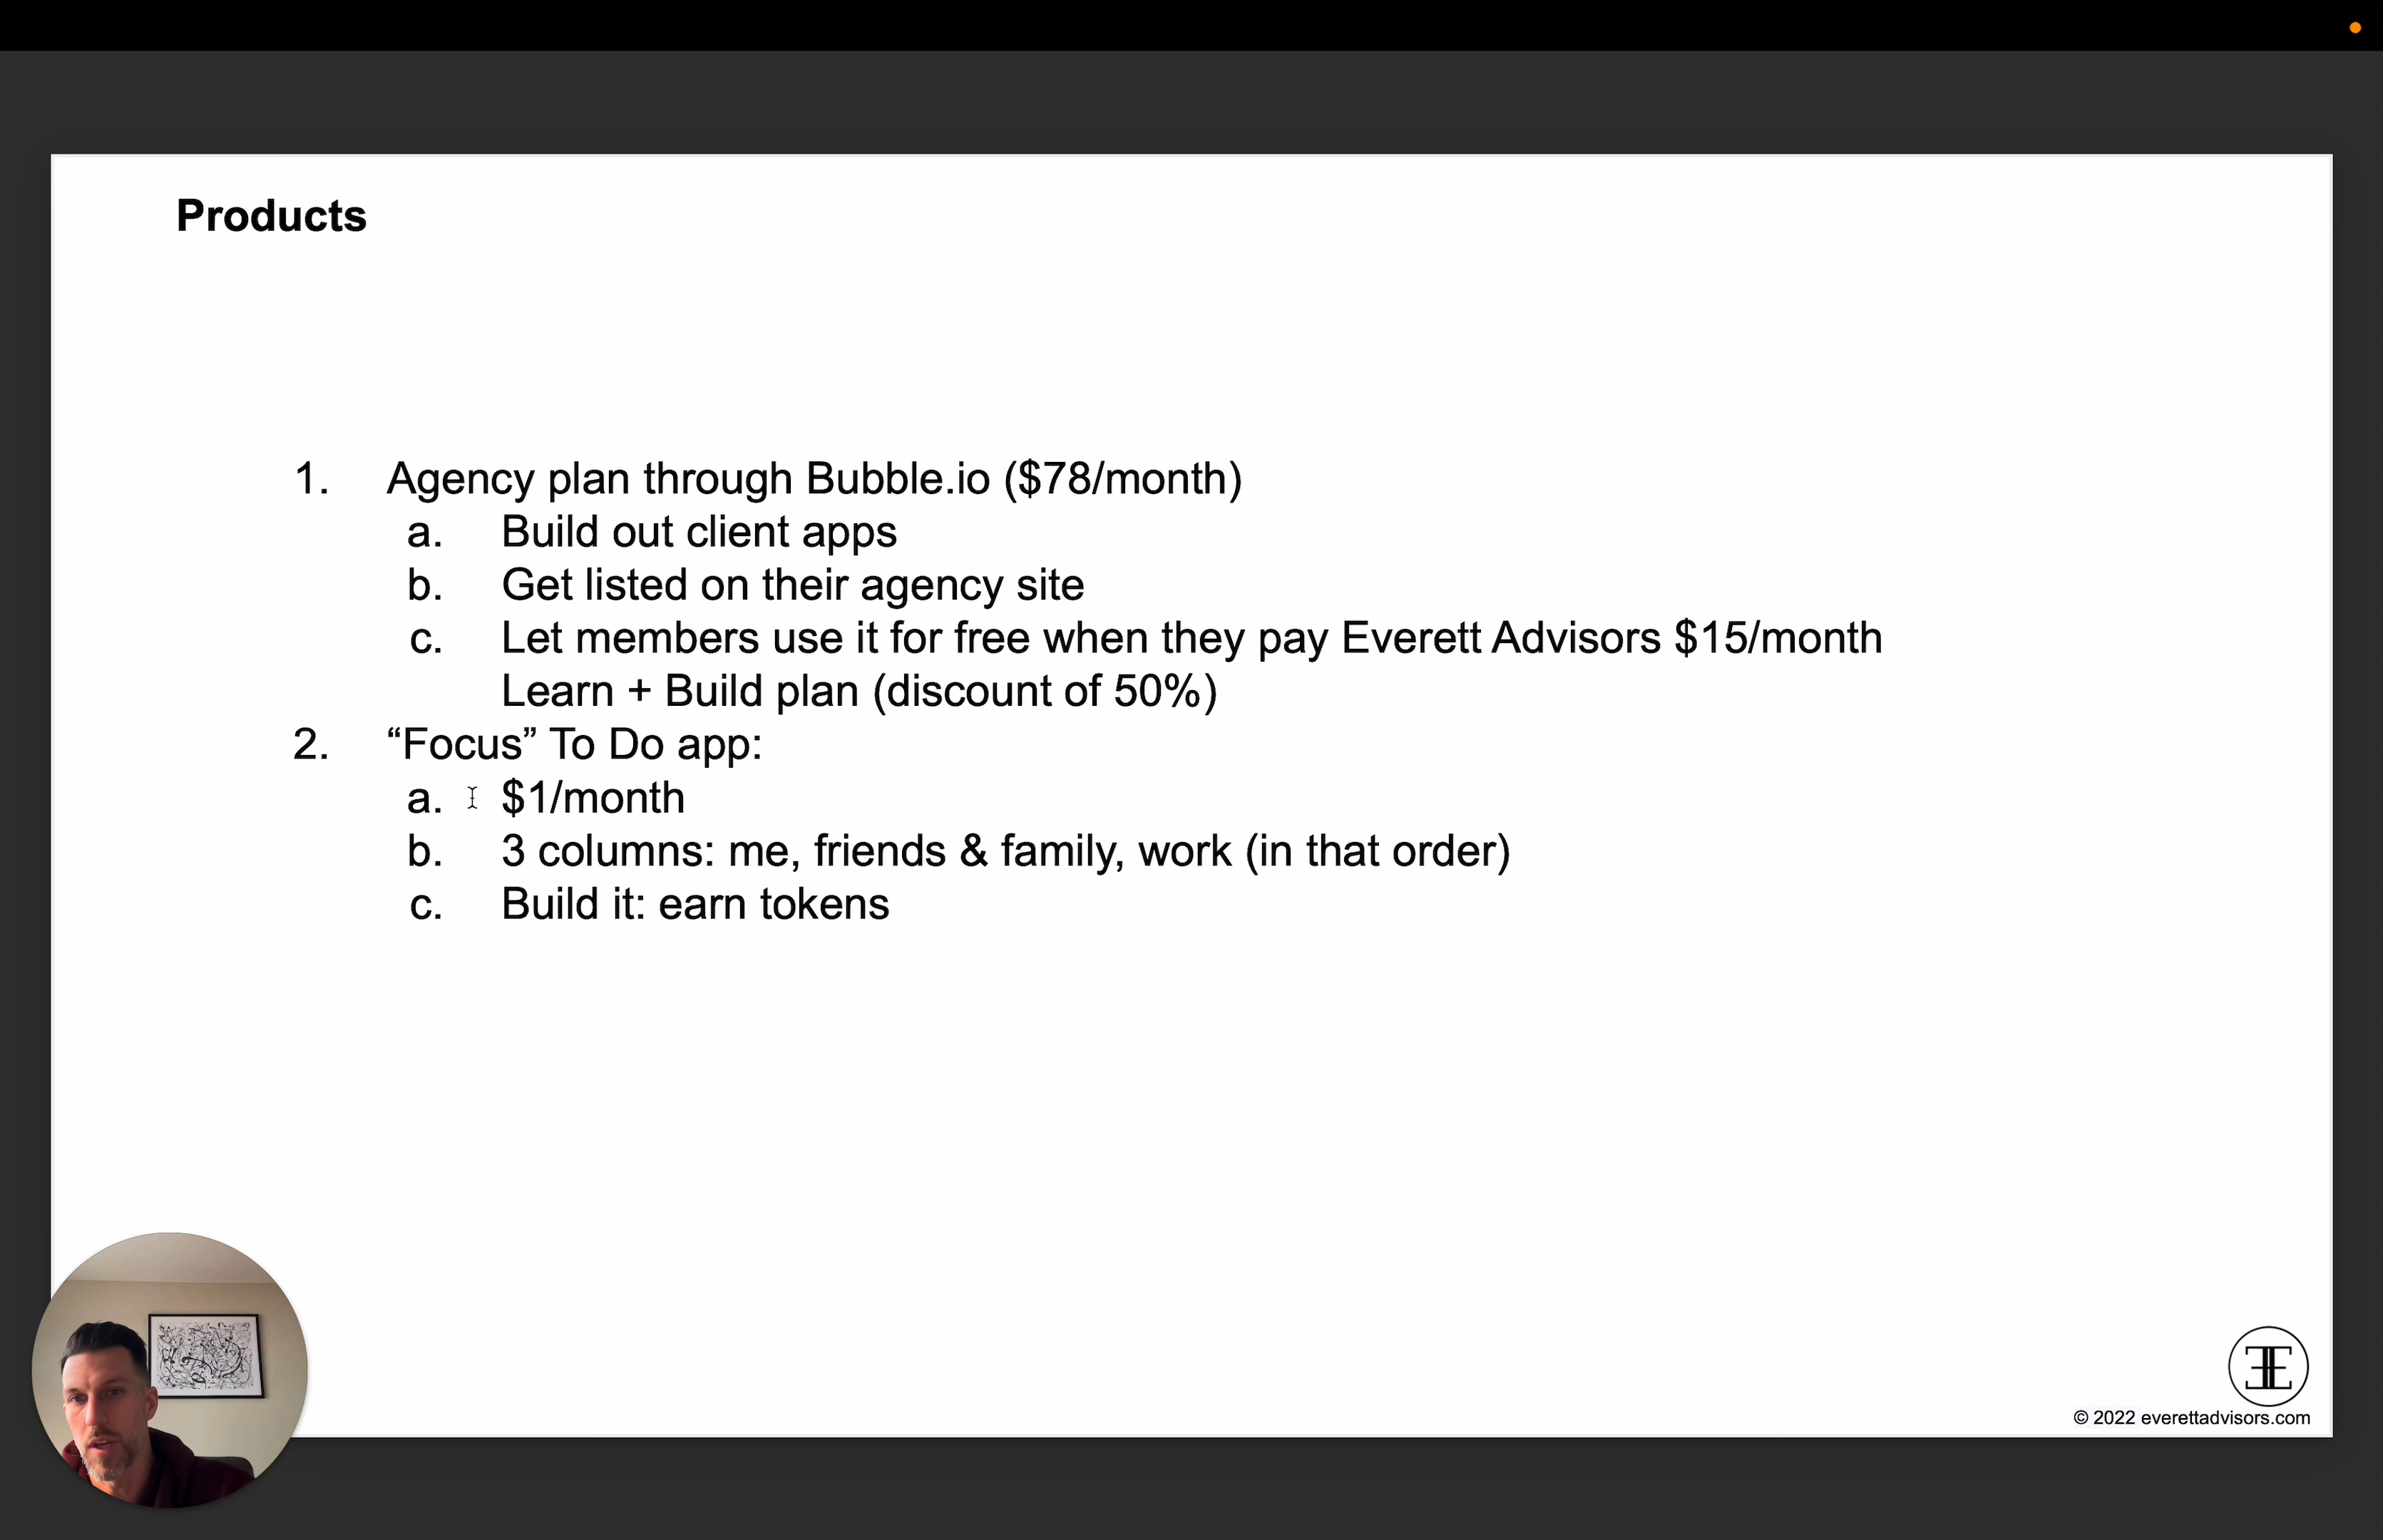 Products
1. Agency plan through Bubble.io ($78/month)
a. Build out client apps
b. Get listed on their agency site
c. Let members use it for free when they pay Everett Advisors $15/month
Learn + Build plan (discount of 50%)
2. “Focus” To Do app:
a. $1/month
b. 3 columns: me, friends & family, work (in that order)
c. Build it: earn tokens
© 2022 everettadvisors.com